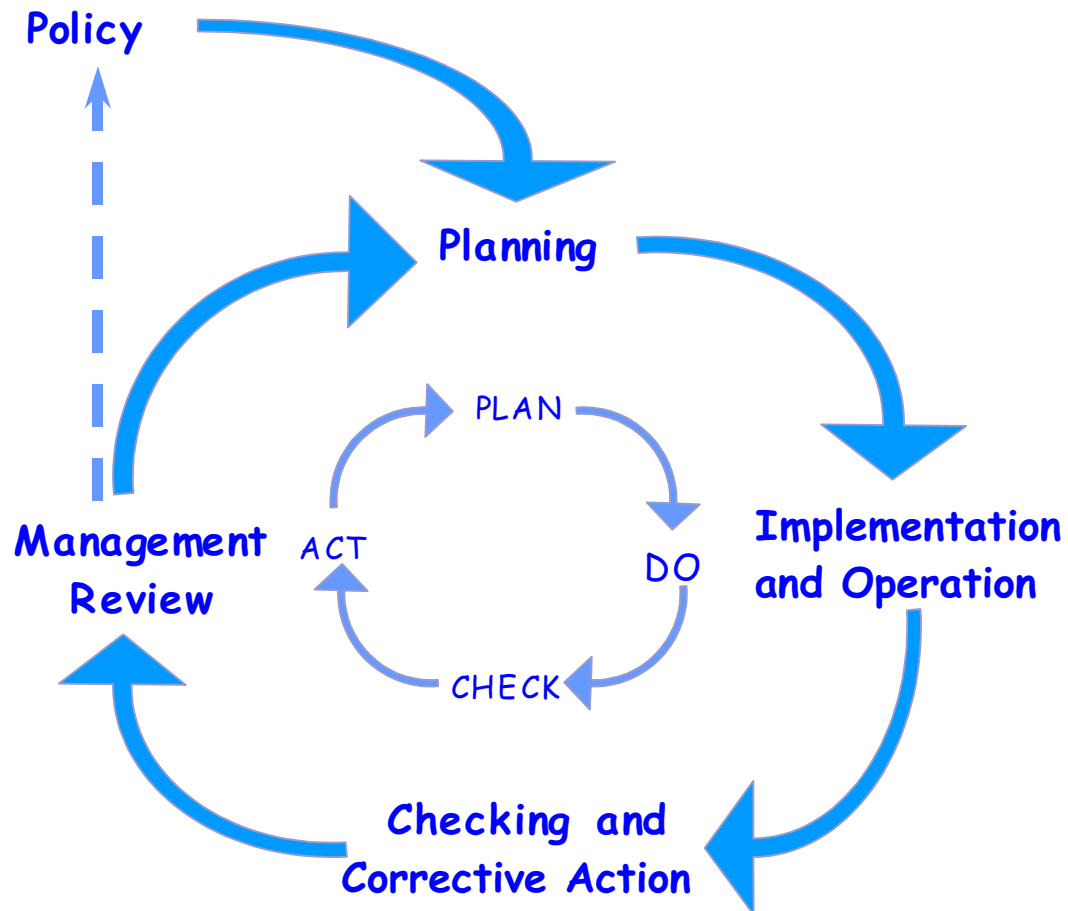 Policy
Planning
PLAN
Implementation
and Operation
Management
Review
ACT
DO
CHECK
Checking and
Corrective Action